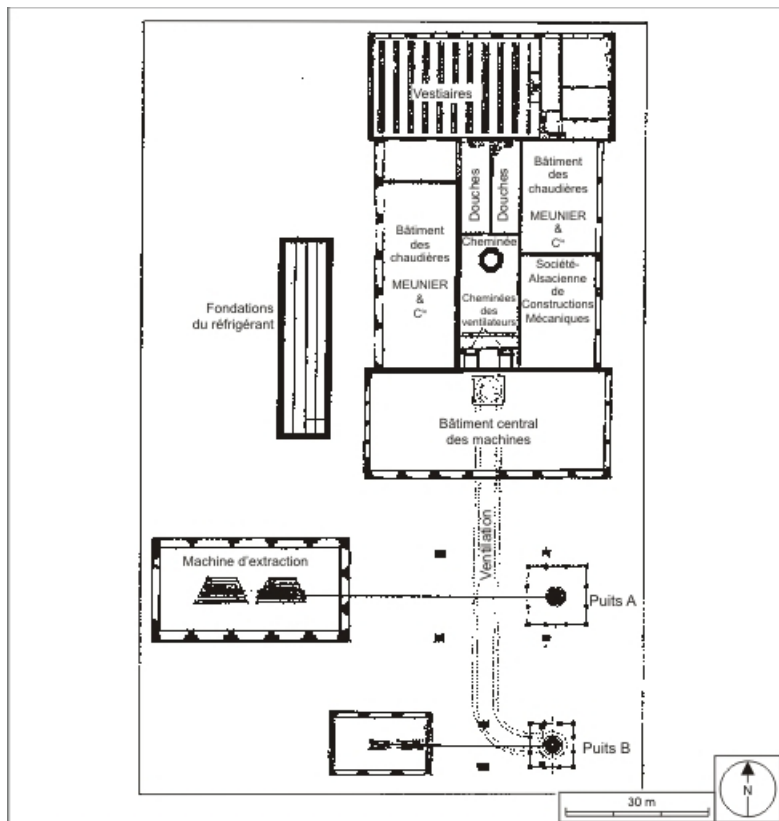 Vestiaires
Douches
Douches
Bâtiment
des
chaudières
MEUNIER
&
Cie
Bâtiment
des
chaudières
MEUNIER
&
Cie
Cheminée
Cheminées
des
ventilateurs
Société-
Alsacienne
de
Constructions
Mécaniques
Fondations
du réfrigérant
Bâtiment central
des machines
Ventilation
Machine d'extraction
Puits A
Puits B
30 m
N